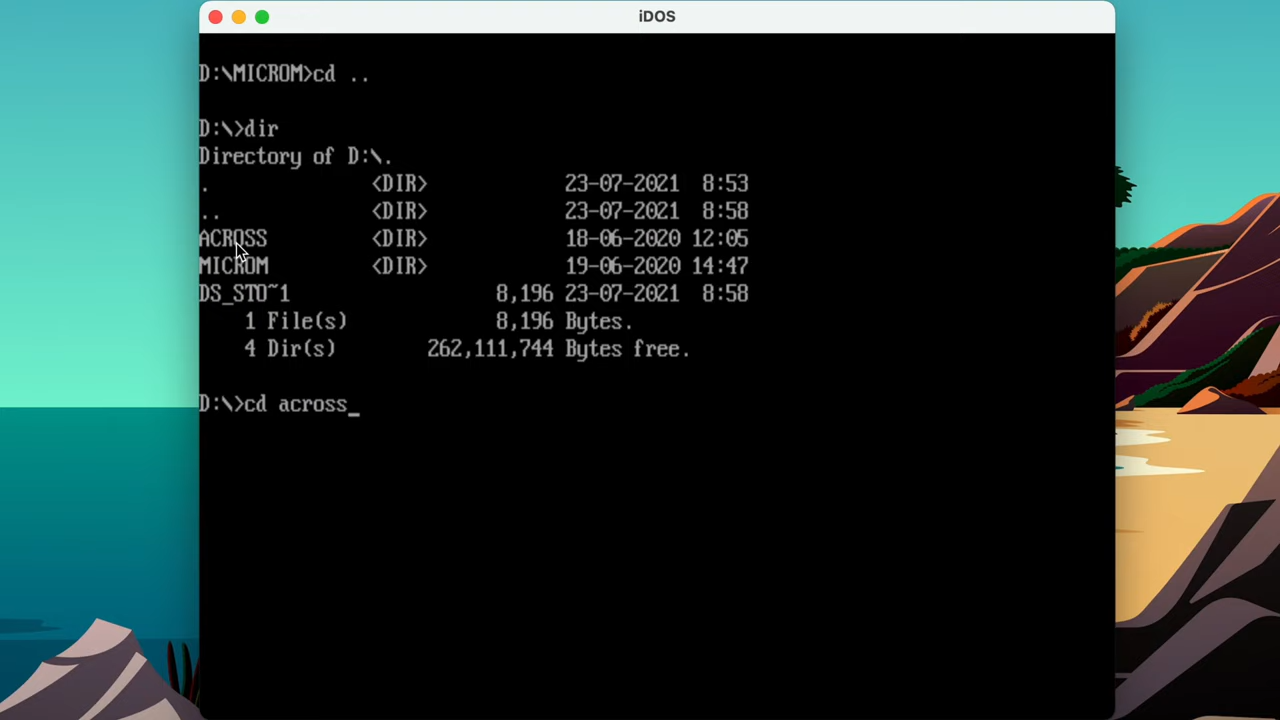 iDOS
D:\MICROM>cd ..
D:\>dir
Directory of D:\.
. <DIR> 23-07-2021 8:53
.. <DIR> 23-07-2021 8:58
ACROSS <DIR> 18-06-2020 12:05
MICROM <DIR> 19-06-2020 14:47
DS_STO~1 8,196 23-07-2021 8:58
1 File(s) 8,196 Bytes.
4 Dir(s) 262,111,744 Bytes free.
D:\>cd across_